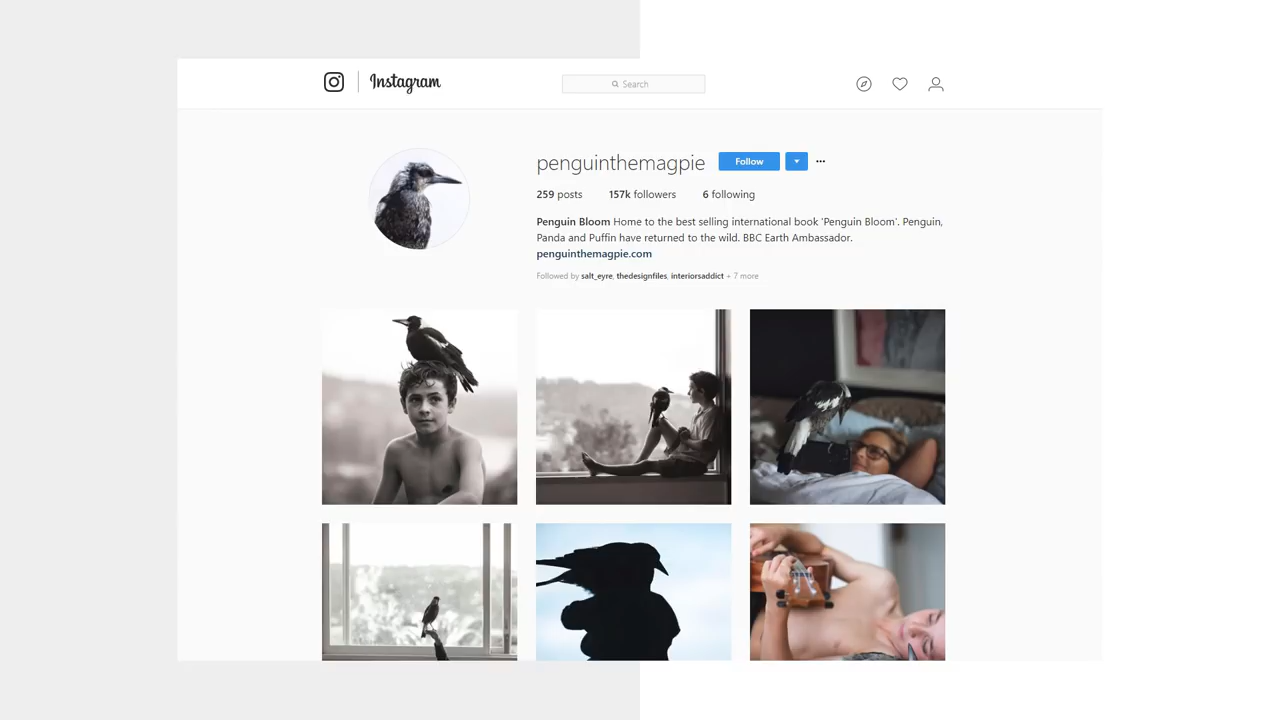 Instagram
Search
penguinthemagpie Follow
259 posts 157k followers 6 following
Penguin Bloom Home to the best selling international book 'Penguin Bloom'. Penguin,
Panda and Puffin have returned to the wild. BBC Earth Ambassador.
penguinthemagpie.com
Followed by salt_eyre, thedesignfiles, interiorsaddict + 7 more